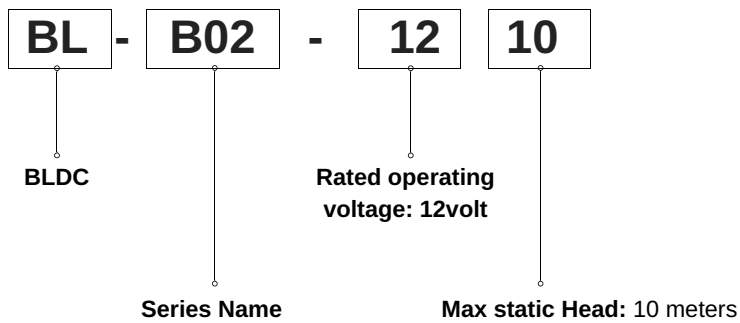 BL - B02 - 12 10
BLDC
Rated operating
voltage: 12volt
Series Name
Max static Head: 10 meters